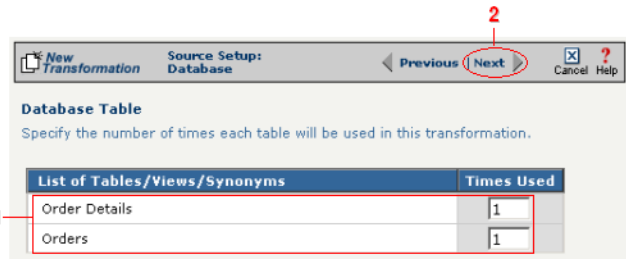 2
New Transformation Source Setup: Database Previous | Next Cancel ? Help
Database Table
Specify the number of times each table will be used in this transformation.
List of Tables/Views/Synonyms Times Used
Order Details 1
Orders 1